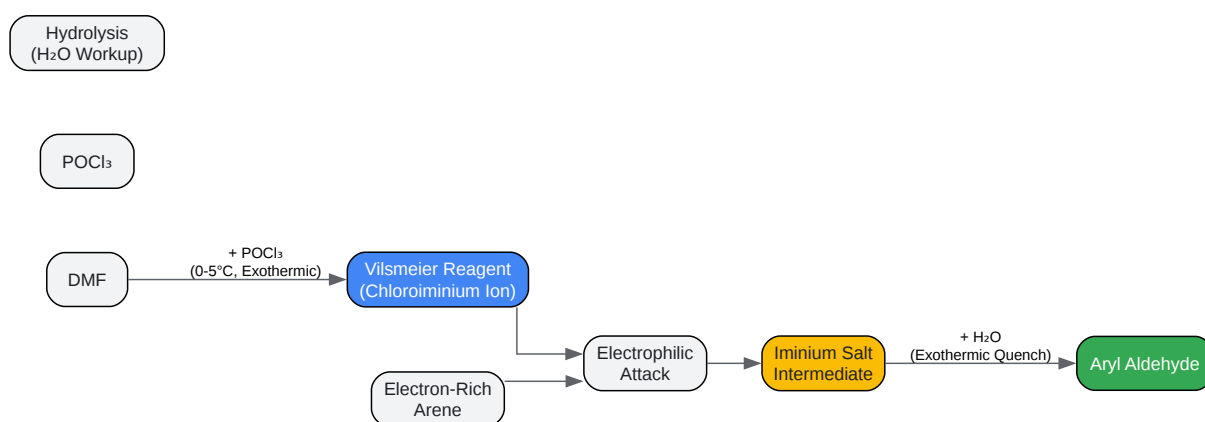 Hydrolysis
(H₂O Workup)
POCl₃
DMF
+ POCl₃
(0-5°C, Exothermic)
Vilsmeier Reagent
(Chloroiminium Ion)
Electron-Rich
Arene
Electrophilic
Attack
Iminium Salt
Intermediate
+ H₂O
(Exothermic Quench)
Aryl Aldehyde